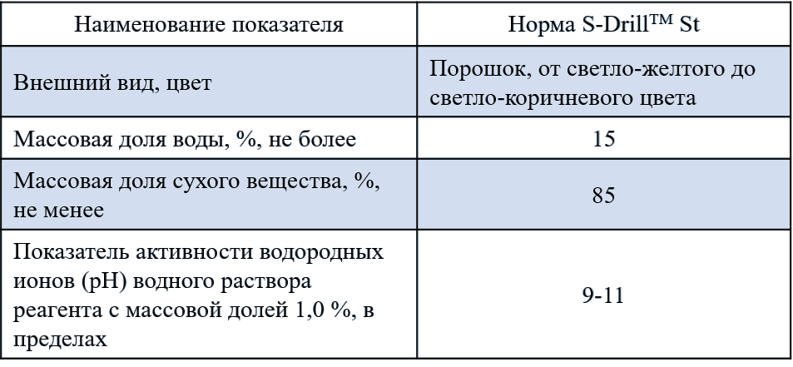 Наименование показателя
Норма S-Drill™ St
Внешний вид, цвет
Порошок, от светло-желтого до
светло-коричневого цвета
Массовая доля воды, %, не более
15
Массовая доля сухого вещества, %,
не менее
85
Показатель активности водородных
ионов (pH) водного раствора
реагента с массовой долей 1,0 %, в
пределах
9-11